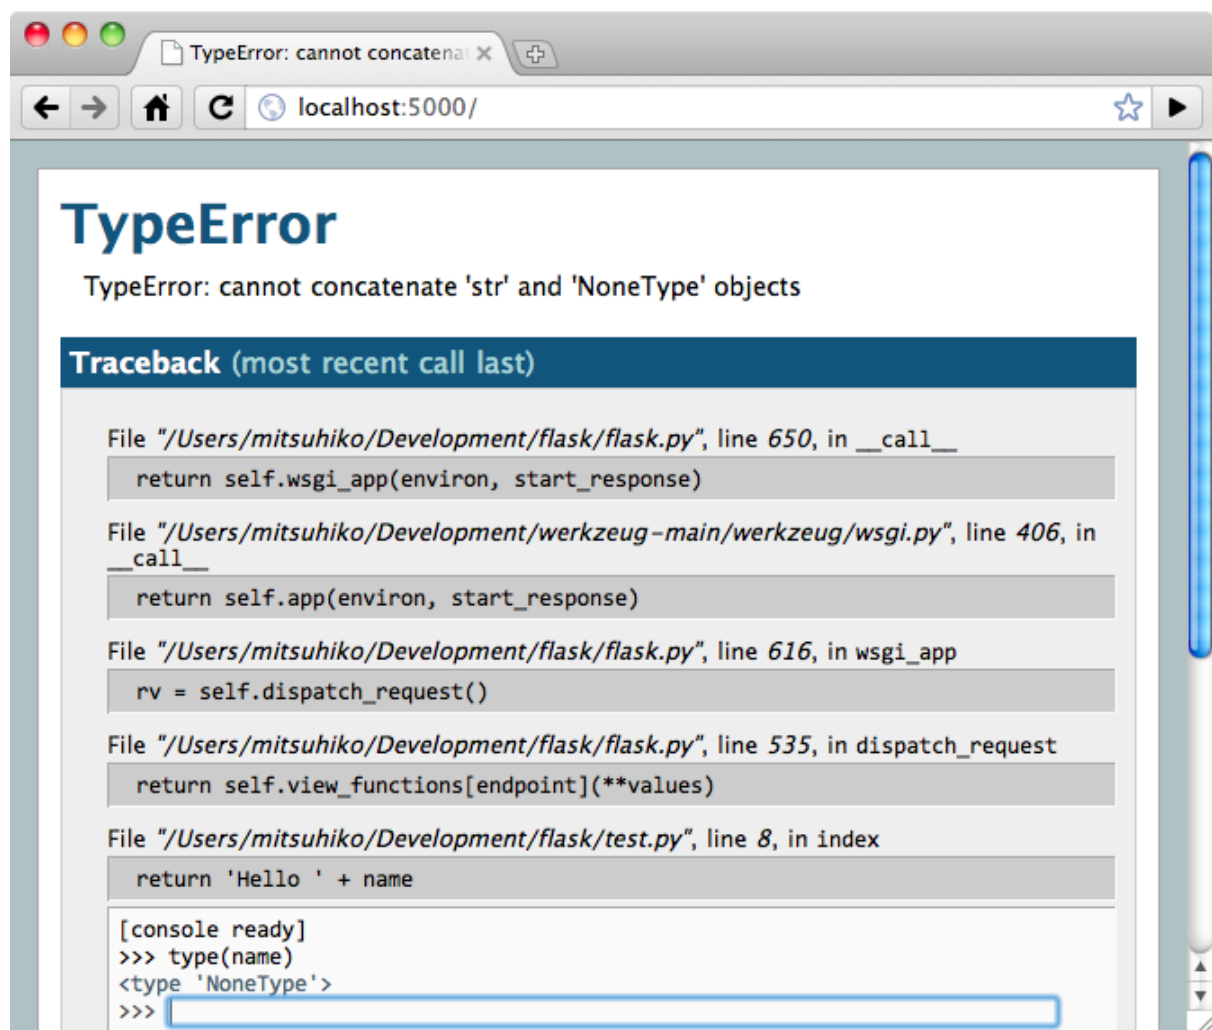 TypeError: cannot concatenat
localhost:5000/
TypeError
TypeError: cannot concatenate 'str' and 'NoneType' objects
Traceback (most recent call last)
File "/Users/mitsuhiko/Development/flask/flask.py", line 650, in __call__
return self.wsgi_app(environ, start_response)
File "/Users/mitsuhiko/Development/werkzeug-main/werkzeug/wsgi.py", line 406, in
__call__
return self.app(environ, start_response)
File "/Users/mitsuhiko/Development/flask/flask.py", line 616, in wsgi_app
rv = self.dispatch_request()
File "/Users/mitsuhiko/Development/flask/flask.py", line 535, in dispatch_request
return self.view_functions[endpoint](**values)
File "/Users/mitsuhiko/Development/flask/test.py", line 8, in index
return 'Hello ' + name
[console ready]
>>> type(name)
<type 'NoneType'>
>>>